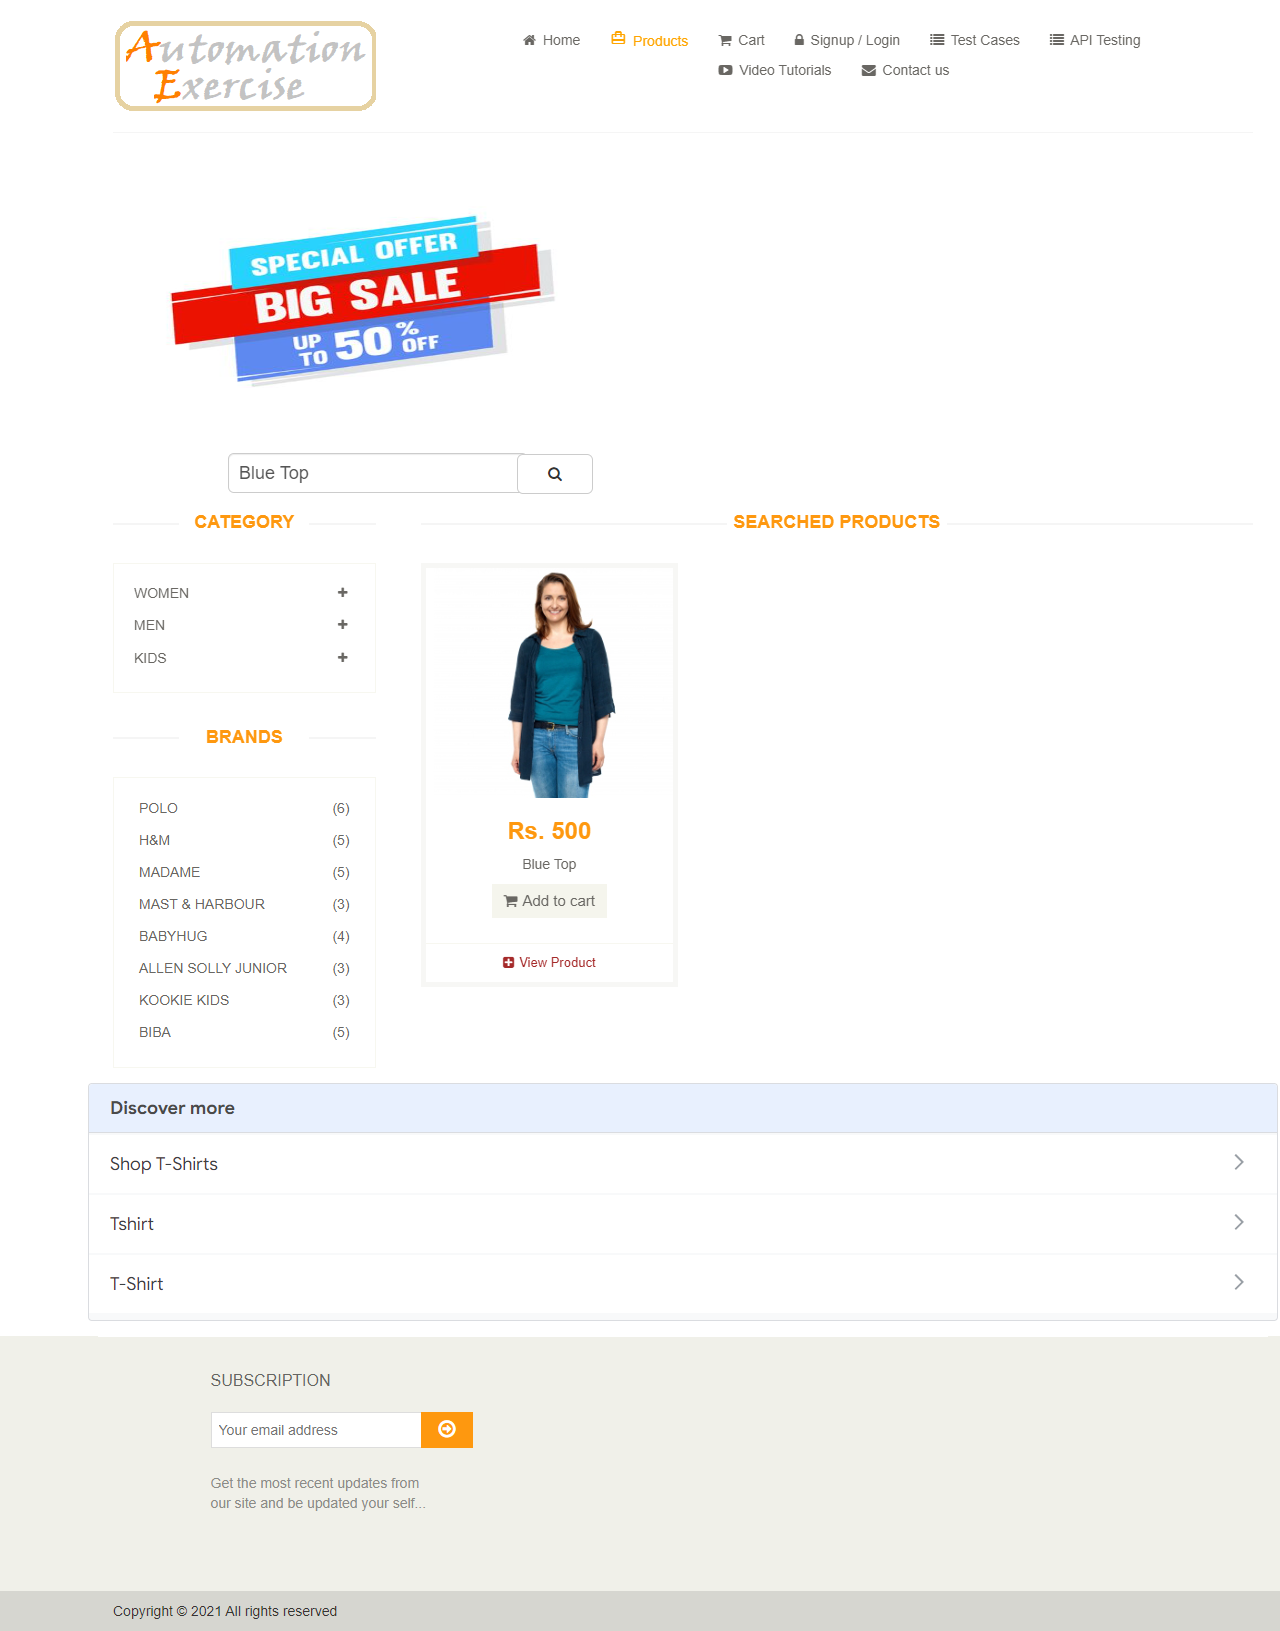 Automation
Exercise
Home
Products
Cart
Signup / Login
Test Cases
API Testing
Video Tutorials
Contact us
SPECIAL OFFER
BIG SALE
UP TO 50% OFF
Blue Top
CATEGORY
WOMEN
MEN
KIDS
BRANDS
POLO (6)
H&M (5)
MADAME (5)
MAST & HARBOUR (3)
BABYHUG (4)
ALLEN SOLLY JUNIOR (3)
KOOKIE KIDS (3)
BIBA (5)
SEARCHED PRODUCTS
Rs. 500
Blue Top
Add to cart
View Product
Discover more
Shop T-Shirts
Tshirt
T-Shirt
SUBSCRIPTION
Your email address
Get the most recent updates from
our site and be updated your self...
Copyright © 2021 All rights reserved